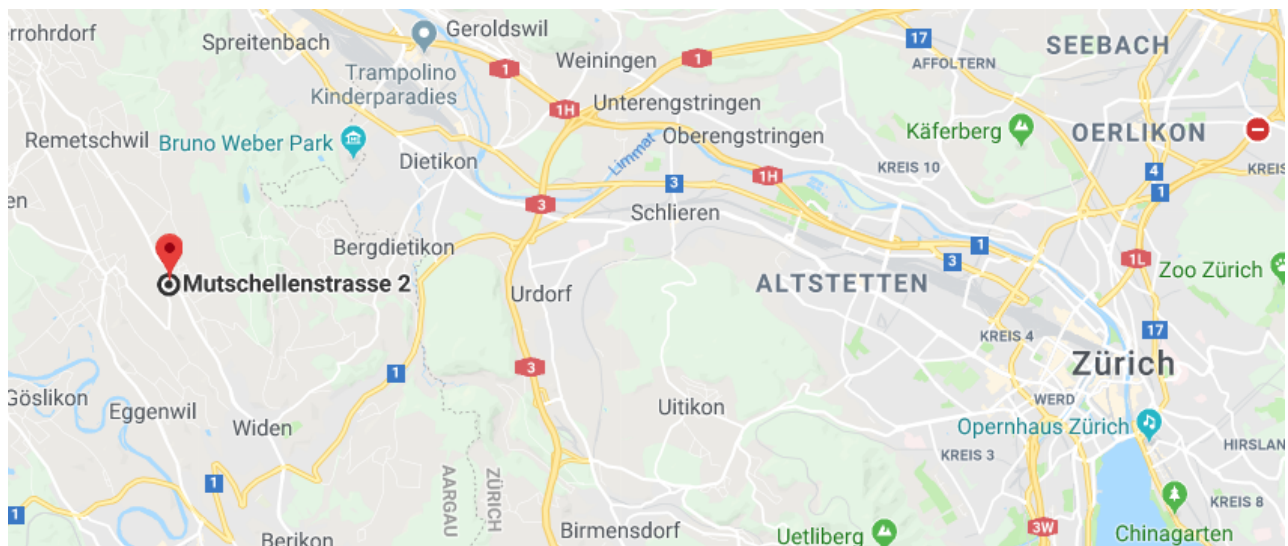 errohrdorf
Spreitenbach
Geroldswil
Trampolino
Kinderparadies
1
Weiningen
1
17
AFFOLTERN
SEEBACH
1H
Unterengstringen
Remetschwil
Bruno Weber Park
Dietikon
Limmat
Oberengstringen
Käferberg
OERLIKON
KREIS 10
KREIS
4
1
1H
3
3
Schlieren
en
Bergdietikon
1
3
1L
Zoo Zürich
Mutschellenstrasse 2
Urdorf
ALTSTETTEN
KREIS 4
17
3
1
Zürich
Göslikon
Eggenwil
Widen
Uitikon
WERD
Opernhaus Zürich
HIRSLAN
KREIS 3
AARGAU
ZÜRICH
1
1
KREIS 8
Berikon
Birmensdorf
Uetliberg
3W
Chinagarten